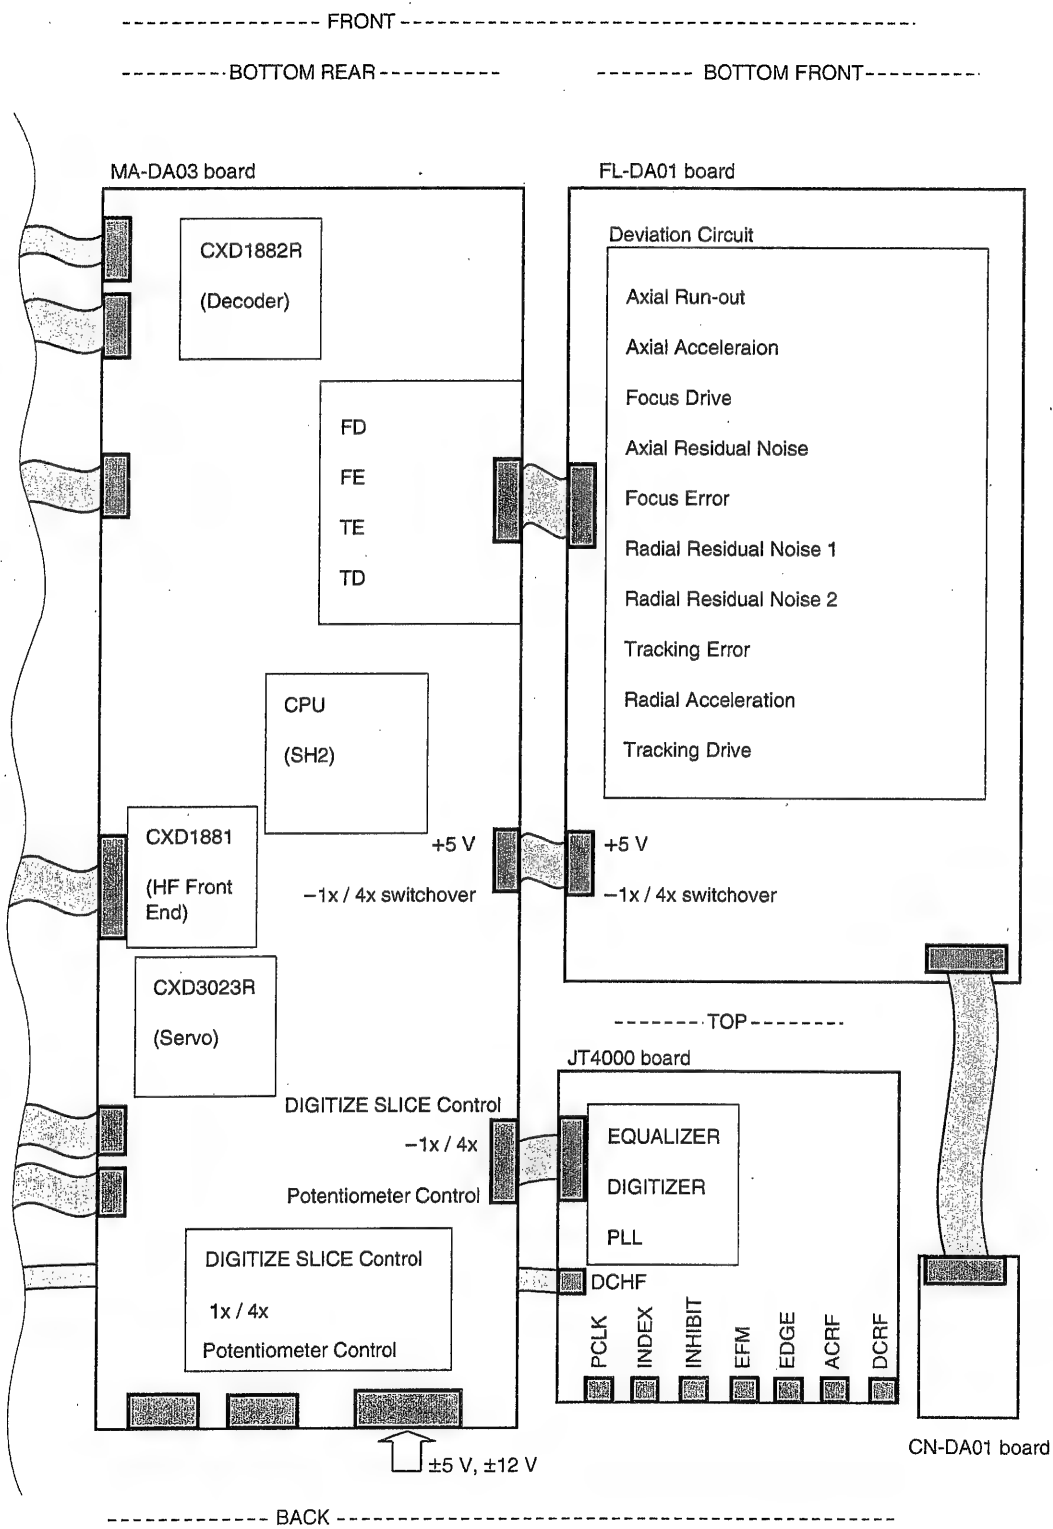 FRONT
BOTTOM REAR
BOTTOM FRONT
MA-DA03 board
CXD1882R
(Decoder)
FD
FE
TE
TD
CPU
(SH2)
CXD1881
(HF Front
End)
CXD3023R
(Servo)
+5 V
–1x / 4x switchover
DIGITIZE SLICE Control
–1x / 4x
Potentiometer Control
DIGITIZE SLICE Control
1x / 4x
Potentiometer Control
±5 V, ±12 V
FL-DA01 board
Deviation Circuit
Axial Run-out
Axial Acceleraion
Focus Drive
Axial Residual Noise
Focus Error
Radial Residual Noise 1
Radial Residual Noise 2
Tracking Error
Radial Acceleration
Tracking Drive
+5 V
–1x / 4x switchover
TOP
JT4000 board
EQUALIZER
DIGITIZER
PLL
DCHF
PCLK
INDEX
INHIBIT
EFM
EDGE
ACRF
DCRF
CN-DA01 board
BACK